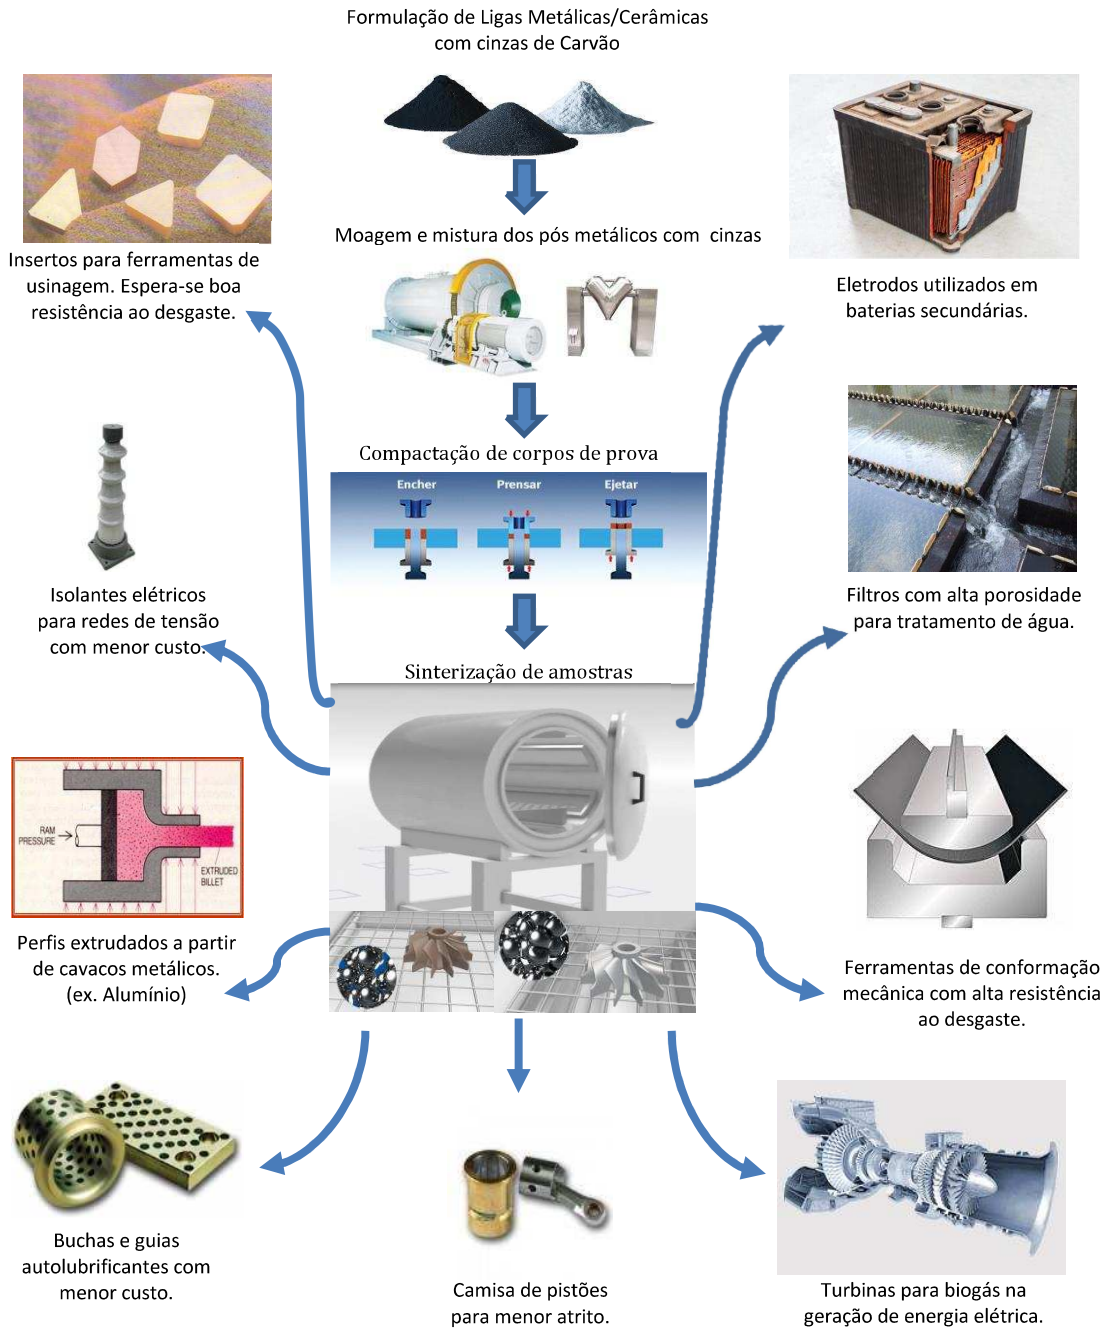 Formulação de Ligas Metálicas/Cerâmicas
com cinzas de Carvão
Moagem e mistura dos pós metálicos com cinzas
Insertos para ferramentas de
usinagem. Espera-se boa
resistência ao desgaste.
Eletrodos utilizados em
baterias secundárias.
Compactação de corpos de prova
Encher
Prensar
Ejetar
Isolantes elétricos
para redes de tensão
com menor custo.
Filtros com alta porosidade
para tratamento de água.
Sinterização de amostras
RAM
PRESSURE
EXTRUDED
BILLET
Perfis extrudados a partir
de cavacos metálicos.
(ex. Alumínio)
Ferramentas de conformação
mecânica com alta resistência
ao desgaste.
Buchas e guias
autolubrificantes com
menor custo.
Camisa de pistões
para menor atrito.
Turbinas para biogás na
geração de energia elétrica.